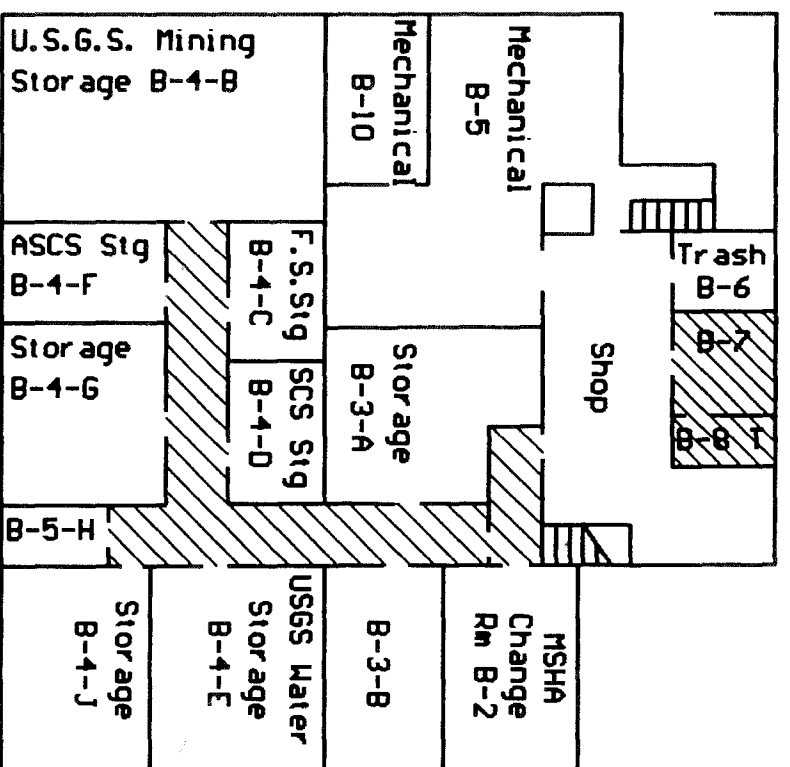 U.S.G.S. Mining
Storage B-4-B
Mechanical
B-10
Mechanical
B-5
ASCS Stg
B-4-F
F.S.Stg
B-4-C
Trash
B-6
Storage
B-4-G
SCS Stg
B-4-D
Storage
B-3-A
Shop
B-7
B-8 T
B-5-H
Storage
B-4-J
USGS Water
Storage
B-4-E
B-3-B
MSHA
Change
Rm B-2